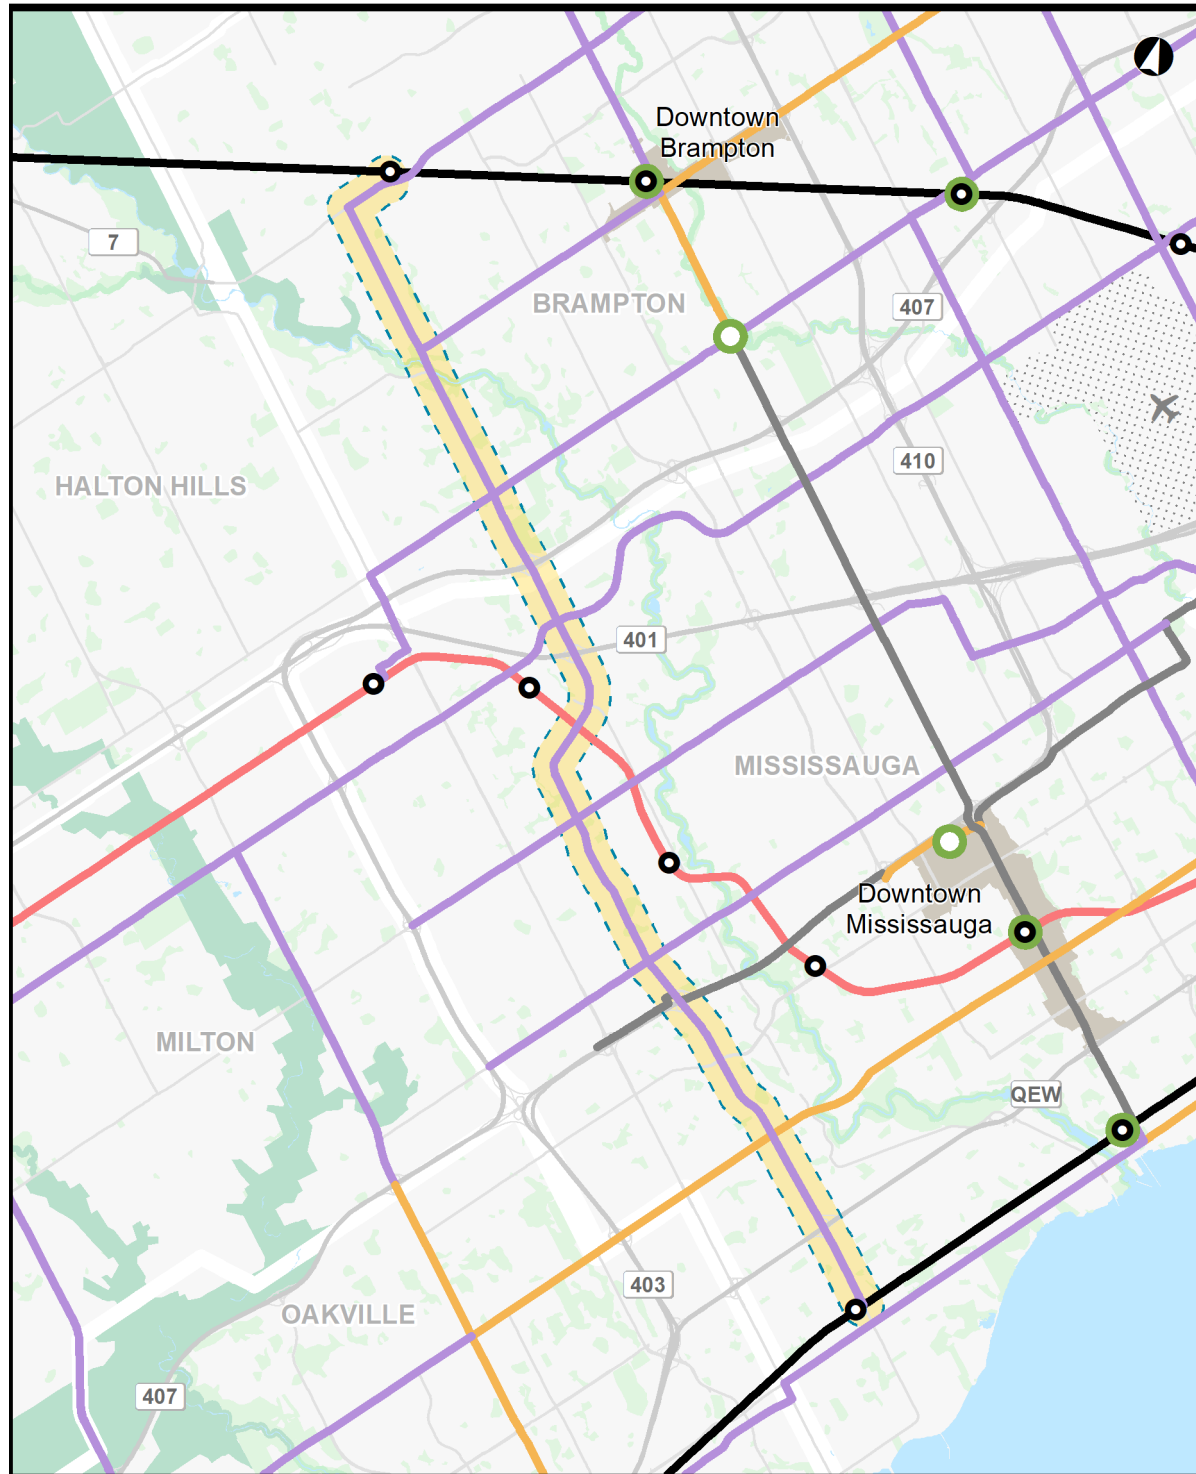 Downtown
Brampton
7
BRAMPTON
407
410
HALTON HILLS
401
MISSISSAUGA
Downtown
Mississauga
MILTON
QEW
403
OAKVILLE
407